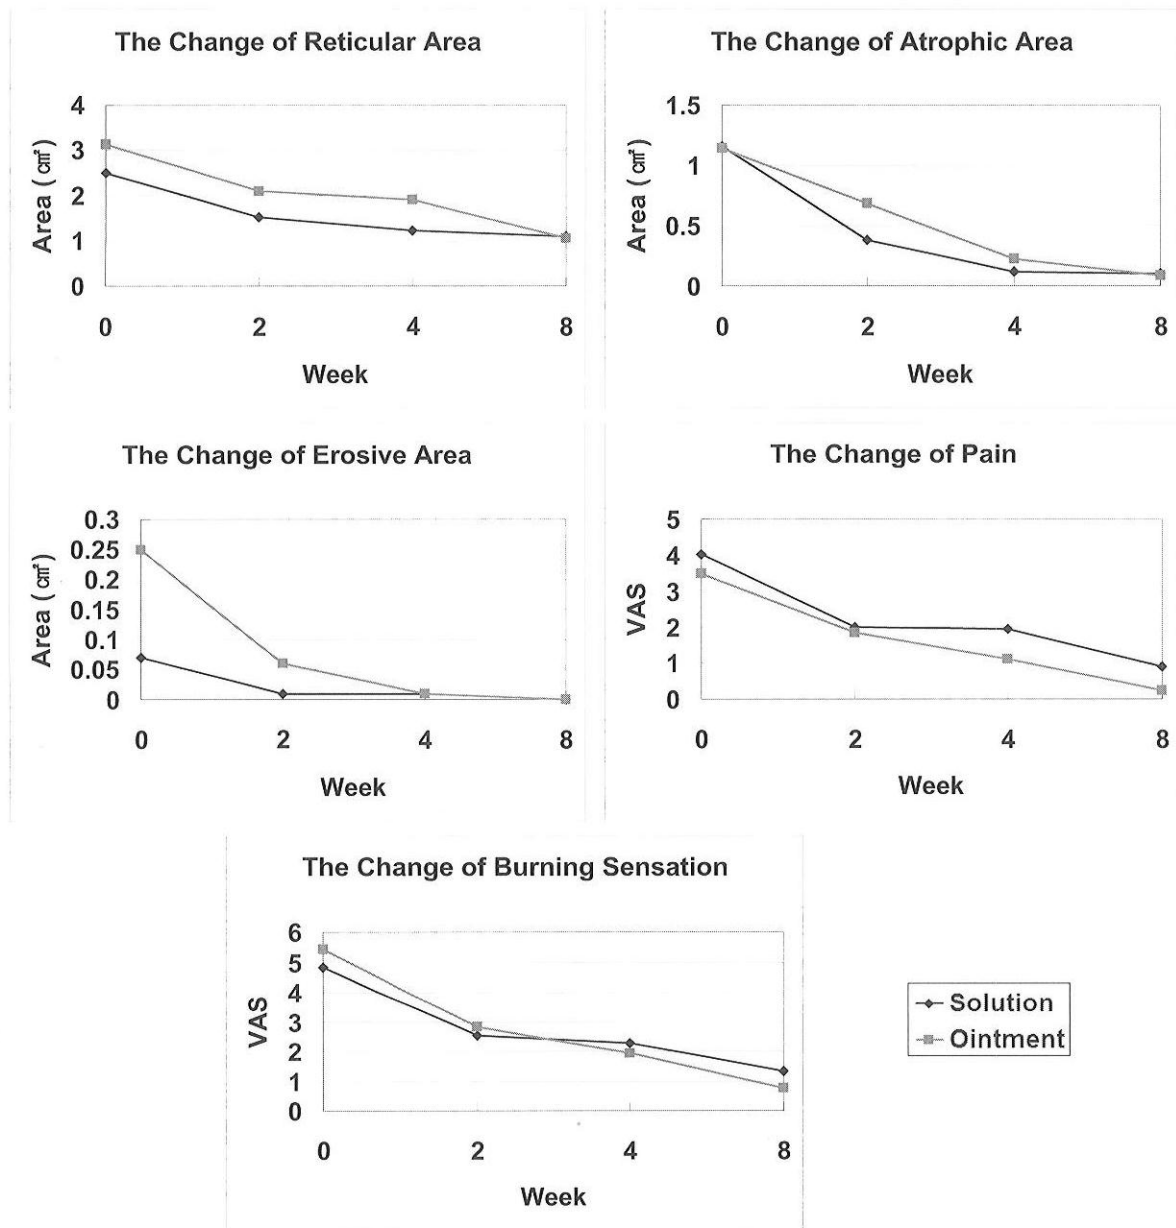 The Change of Reticular Area
4
3
2
1
0
Area (㎠)
0 2 4 8
Week
The Change of Atrophic Area
1.5
1
0.5
0
Area (㎠)
0 2 4 8
Week
The Change of Erosive Area
0.3
0.25
0.2
0.15
0.1
0.05
0
Area (㎠)
0 2 4 8
Week
The Change of Pain
5
4
3
2
1
0
VAS
0 2 4 8
Week
The Change of Burning Sensation
6
5
4
3
2
1
0
VAS
0 2 4 8
Week
Solution
Ointment